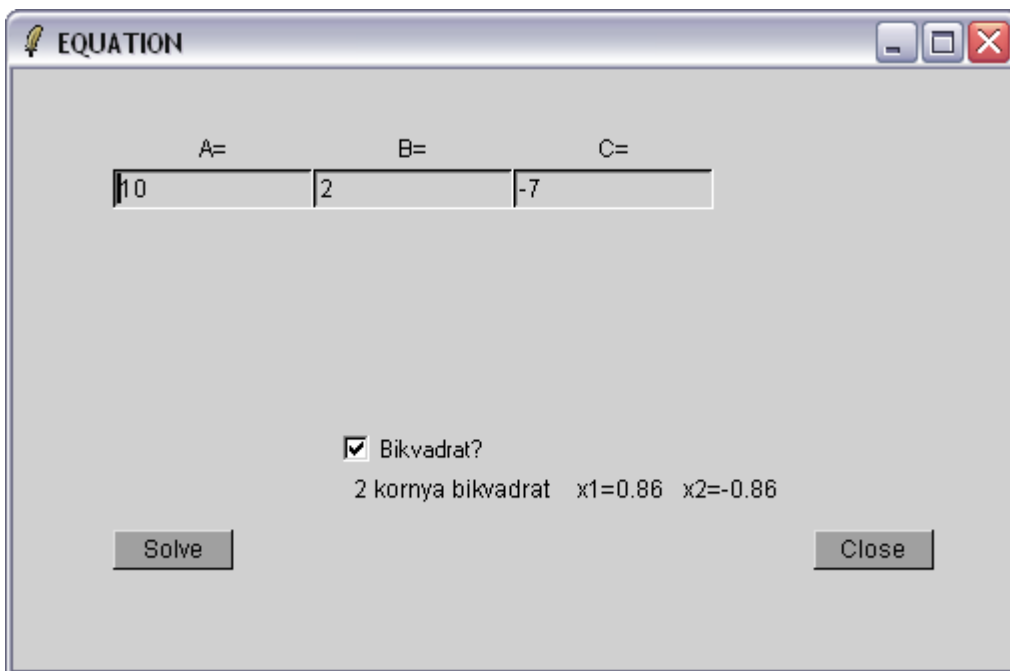 EQUATION
A= B= C=
10 2 -7
Bikvadrat?
2 kornya bikvadrat x1=0.86 x2=-0.86
Solve Close